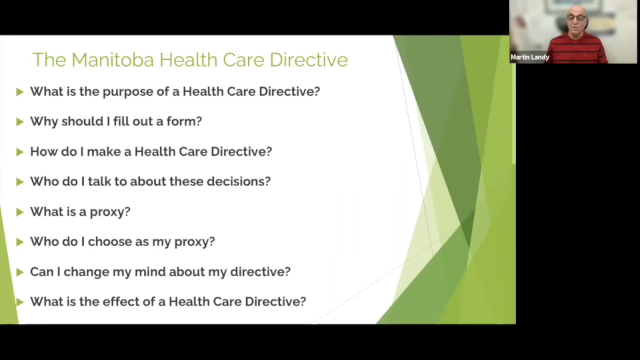 The Manitoba Health Care Directive
What is the purpose of a Health Care Directive?
Why should I fill out a form?
How do I make a Health Care Directive?
Who do I talk to about these decisions?
What is a proxy?
Who do I choose as my proxy?
Can I change my mind about my directive?
What is the effect of a Health Care Directive?
Martin Landy